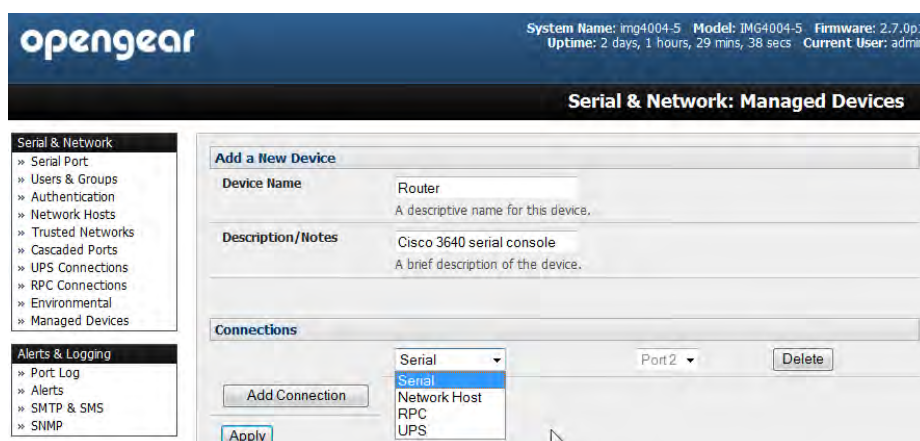 opengear
System Name: img4004-5 Model: IMG4004-5 Firmware: 2.7.0p
Uptime: 2 days, 1 hours, 29 mins, 38 secs Current User: admi
Serial & Network: Managed Devices
Serial & Network
» Serial Port
» Users & Groups
» Authentication
» Network Hosts
» Trusted Networks
» Cascaded Ports
» UPS Connections
» RPC Connections
» Environmental
» Managed Devices
Alerts & Logging
» Port Log
» Alerts
» SMTP & SMS
» SNMP
Add a New Device
Device Name
Router
A descriptive name for this device.
Description/Notes
Cisco 3640 serial console
A brief description of the device.
Connections
Serial
Port 2
Delete
Serial
Network Host
RPC
UPS
Add Connection
Apply